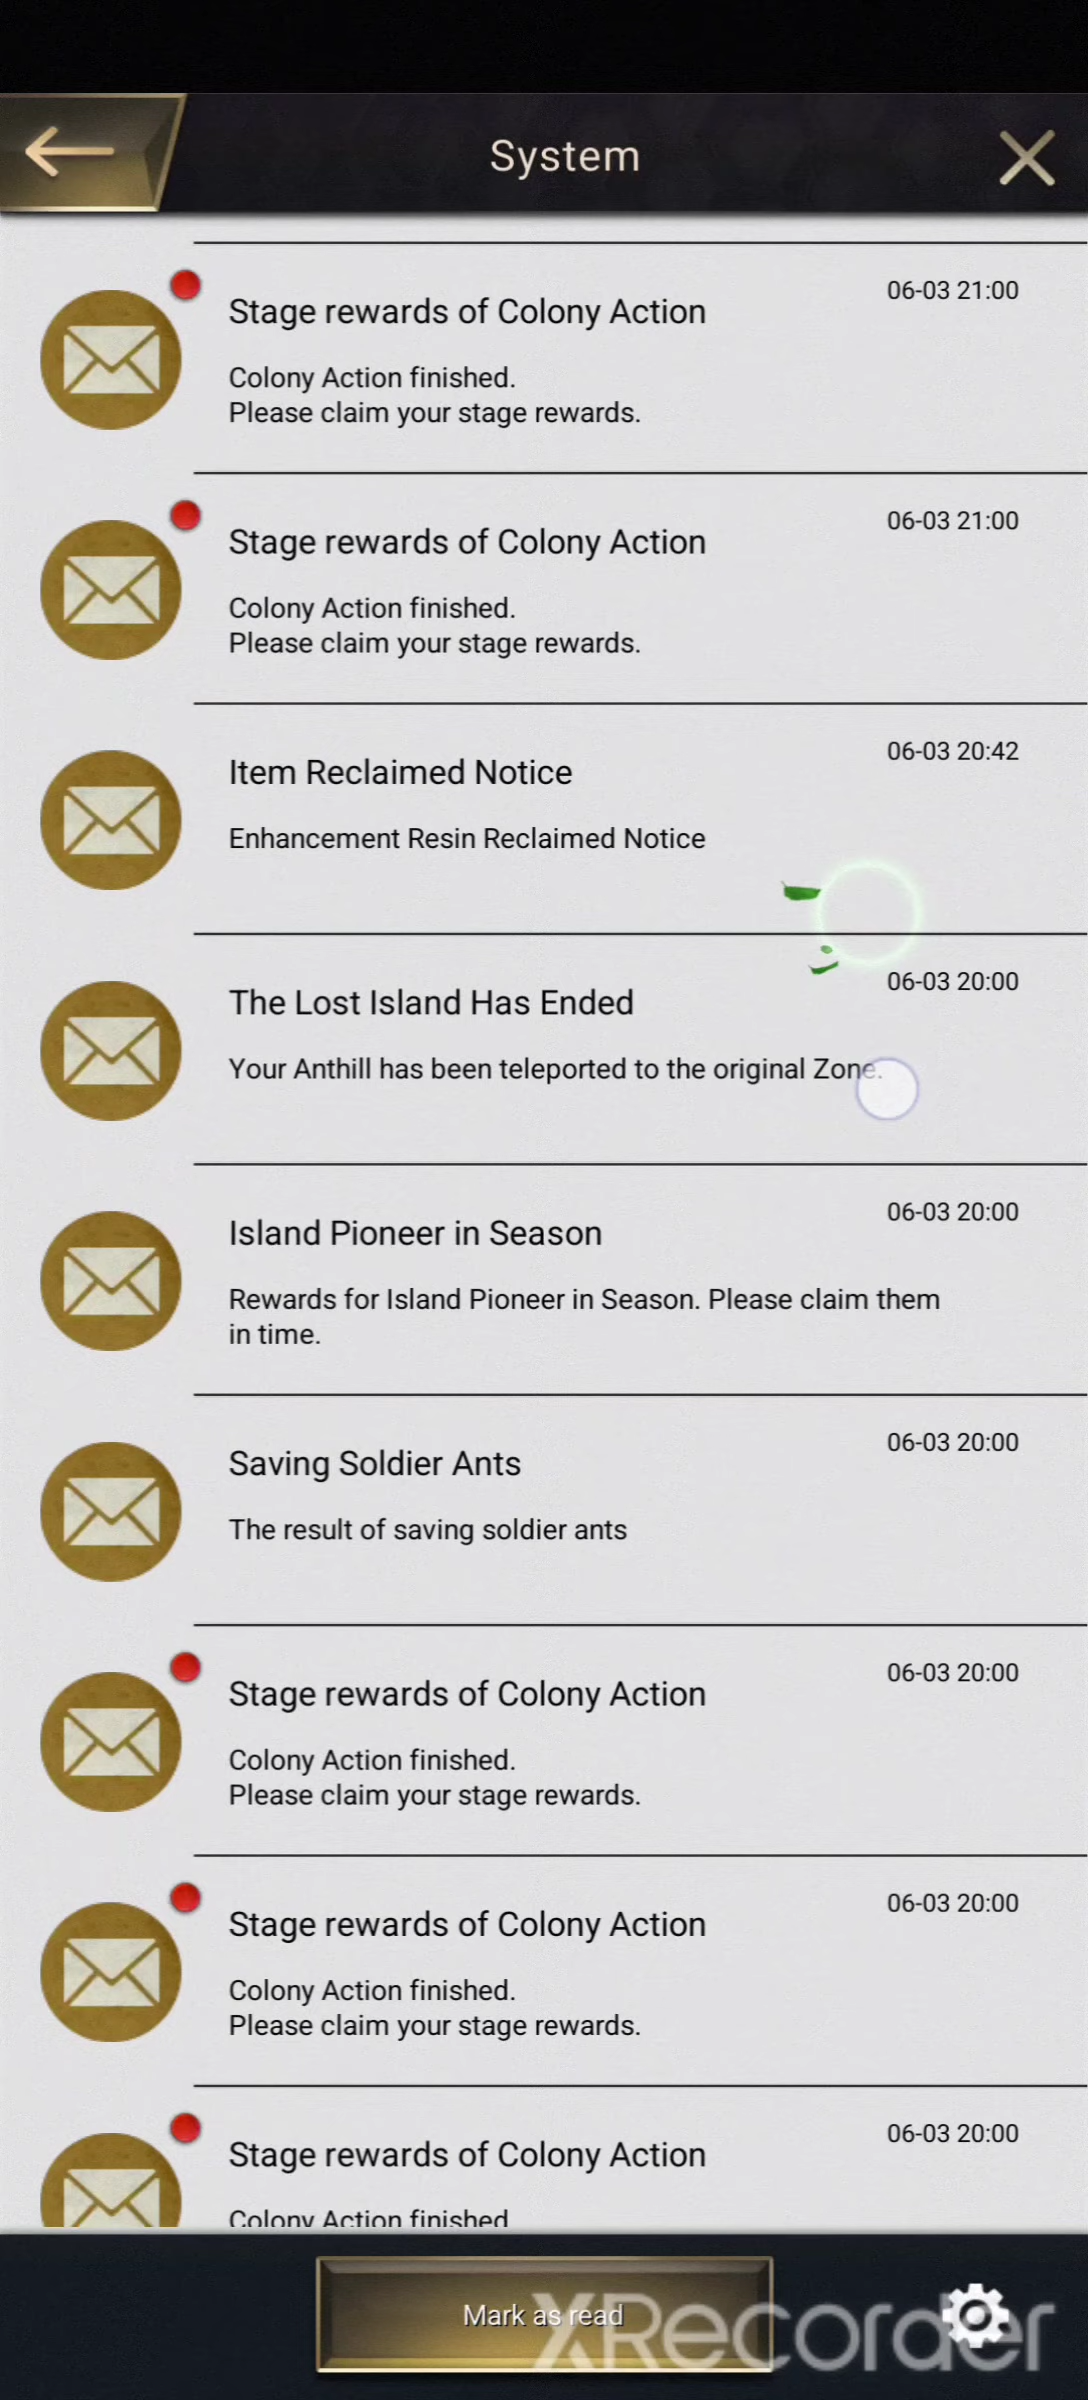 System
06-03 21:00
Stage rewards of Colony Action
Colony Action finished.
Please claim your stage rewards.
06-03 21:00
Stage rewards of Colony Action
Colony Action finished.
Please claim your stage rewards.
06-03 20:42
Item Reclaimed Notice
Enhancement Resin Reclaimed Notice
06-03 20:00
The Lost Island Has Ended
Your Anthill has been teleported to the original Zone.
06-03 20:00
Island Pioneer in Season
Rewards for Island Pioneer in Season. Please claim them
in time.
06-03 20:00
Saving Soldier Ants
The result of saving soldier ants
06-03 20:00
Stage rewards of Colony Action
Colony Action finished.
Please claim your stage rewards.
06-03 20:00
Stage rewards of Colony Action
Colony Action finished.
Please claim your stage rewards.
06-03 20:00
Stage rewards of Colony Action
Colony Action finished
Mark as read
XRecorder